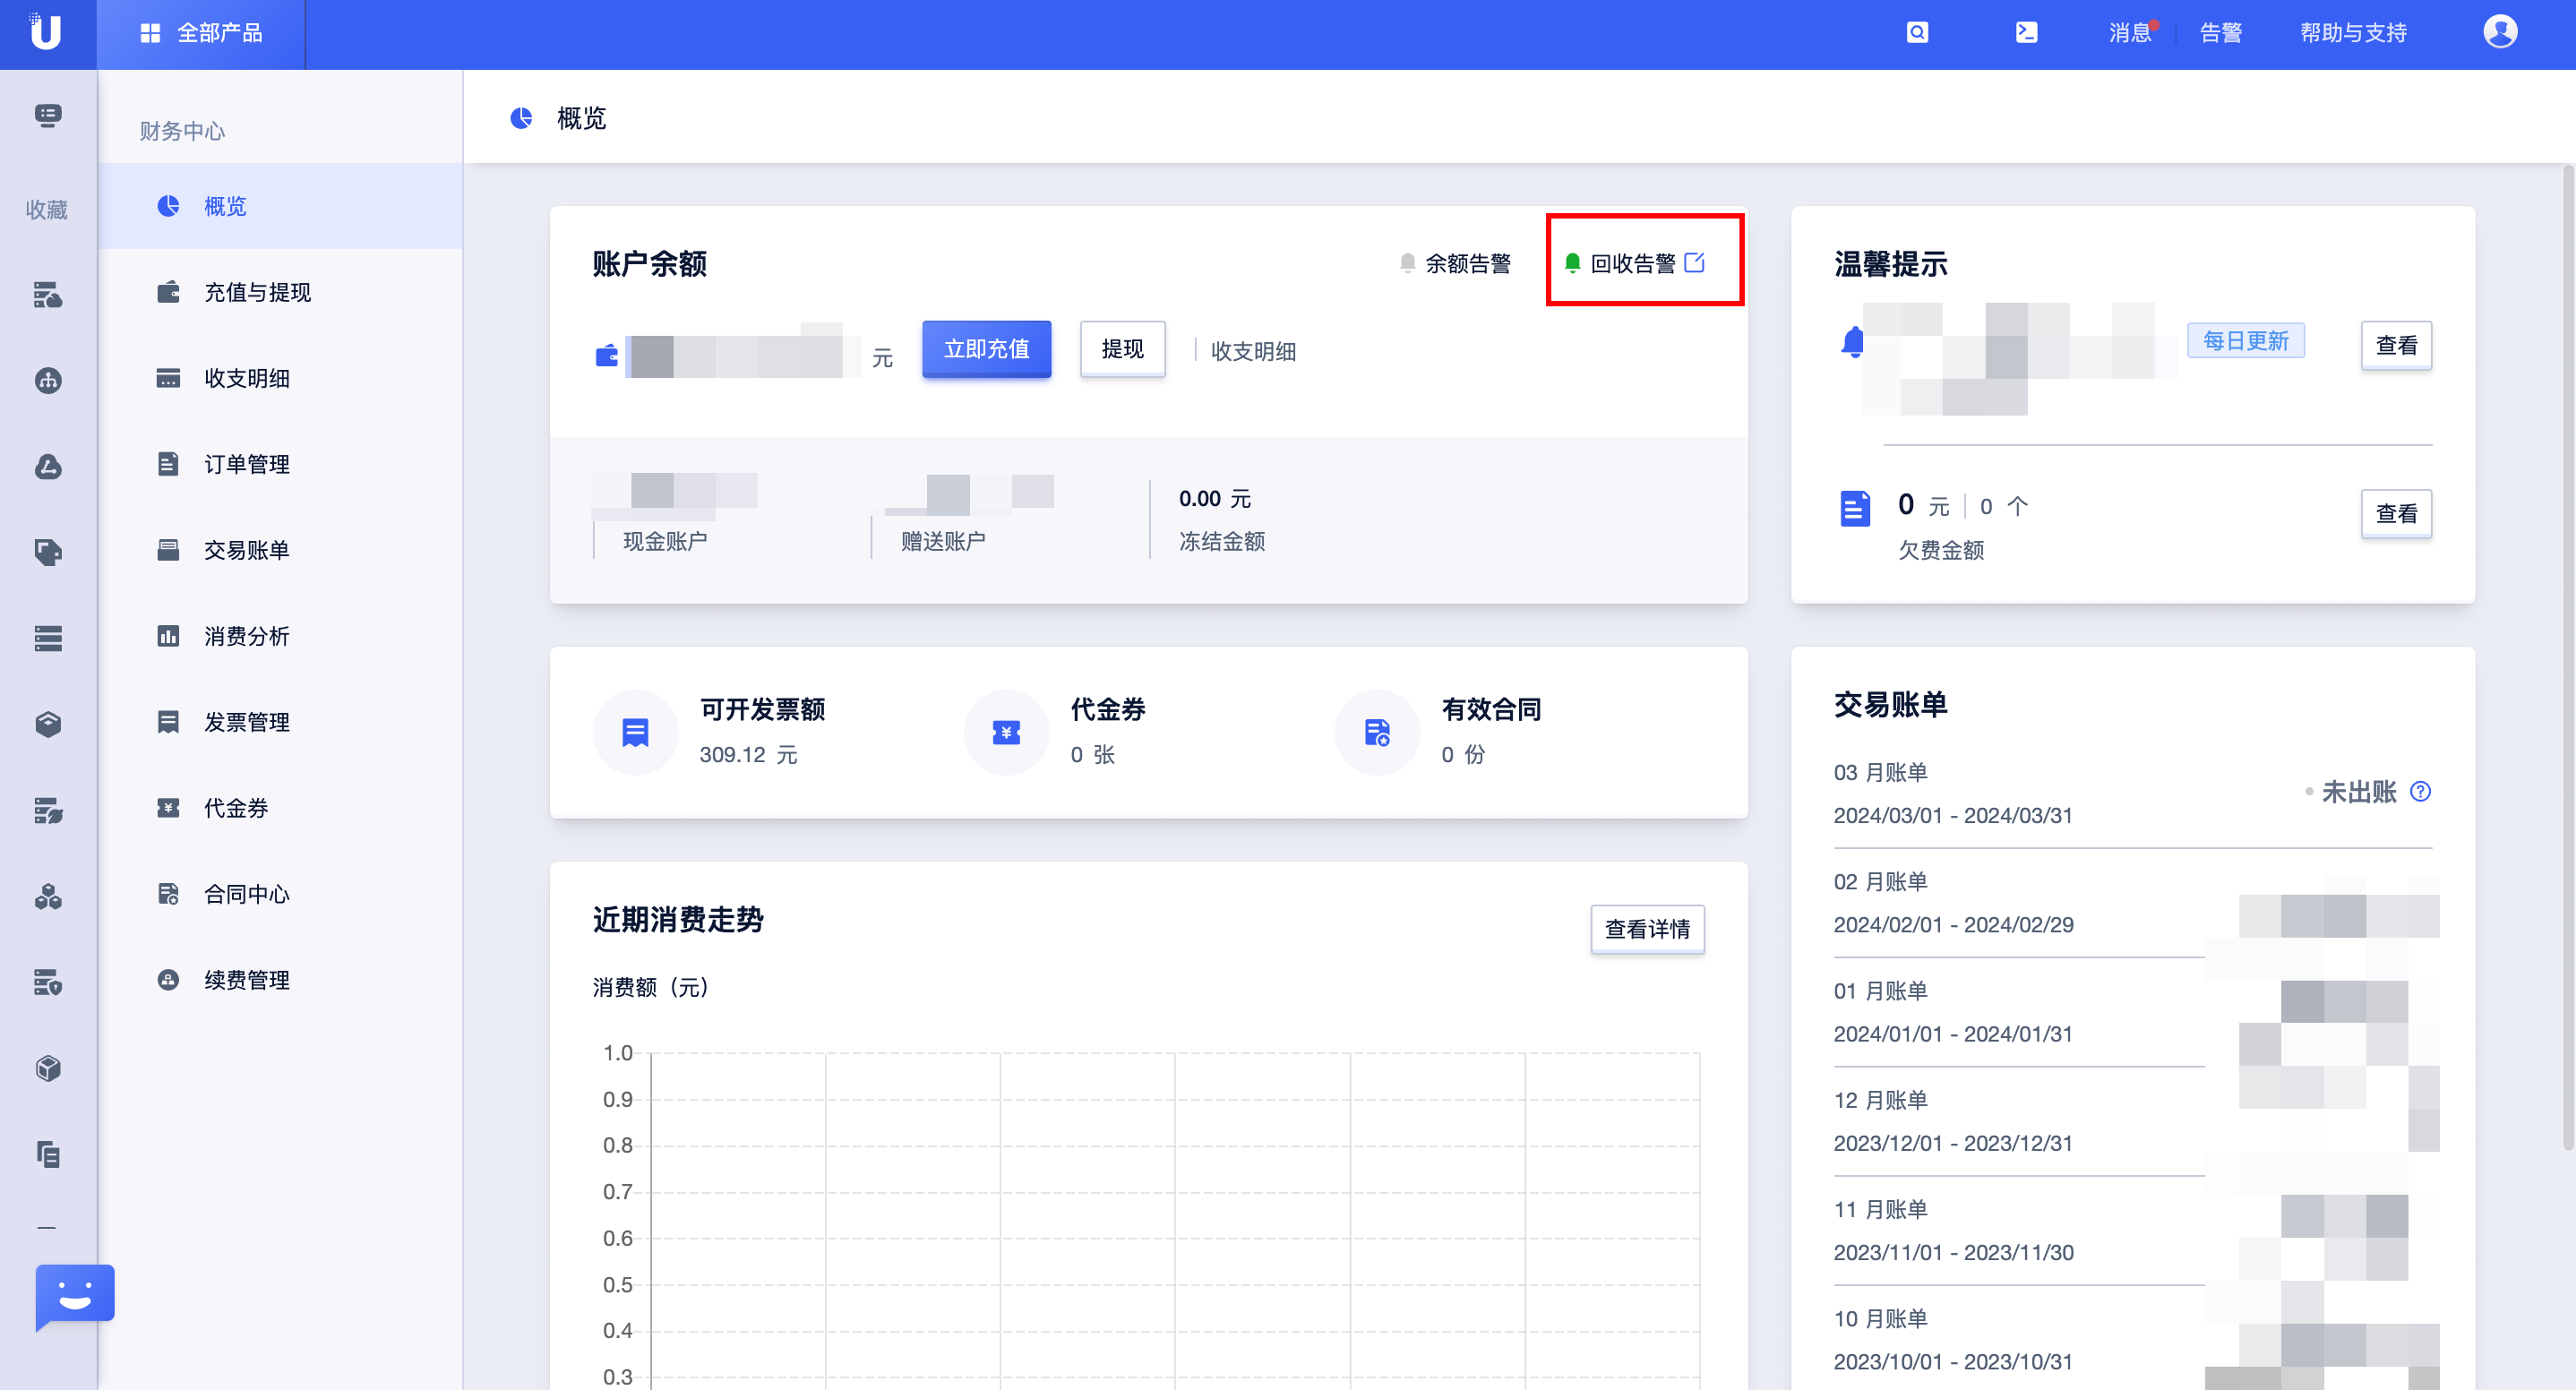 全部产品
消息
告警
帮助与支持
收藏
财务中心
概览
充值与提现
收支明细
订单管理
交易账单
消费分析
发票管理
代金券
合同中心
续费管理
概览
账户余额
余额告警
回收告警
元
立即充值
提现
收支明细
现金账户
赠送账户
0.00 元
冻结金额
温馨提示
每日更新
查看
0 元 0 个
欠费金额
查看
可开发票额
309.12 元
代金券
0 张
有效合同
0 份
近期消费走势
查看详情
消费额（元）
1.0
0.9
0.8
0.7
0.6
0.5
0.4
0.3
交易账单
03 月账单
2024/03/01 - 2024/03/31
未出账
02 月账单
2024/02/01 - 2024/02/29
01 月账单
2024/01/01 - 2024/01/31
12 月账单
2023/12/01 - 2023/12/31
11 月账单
2023/11/01 - 2023/11/30
10 月账单
2023/10/01 - 2023/10/31